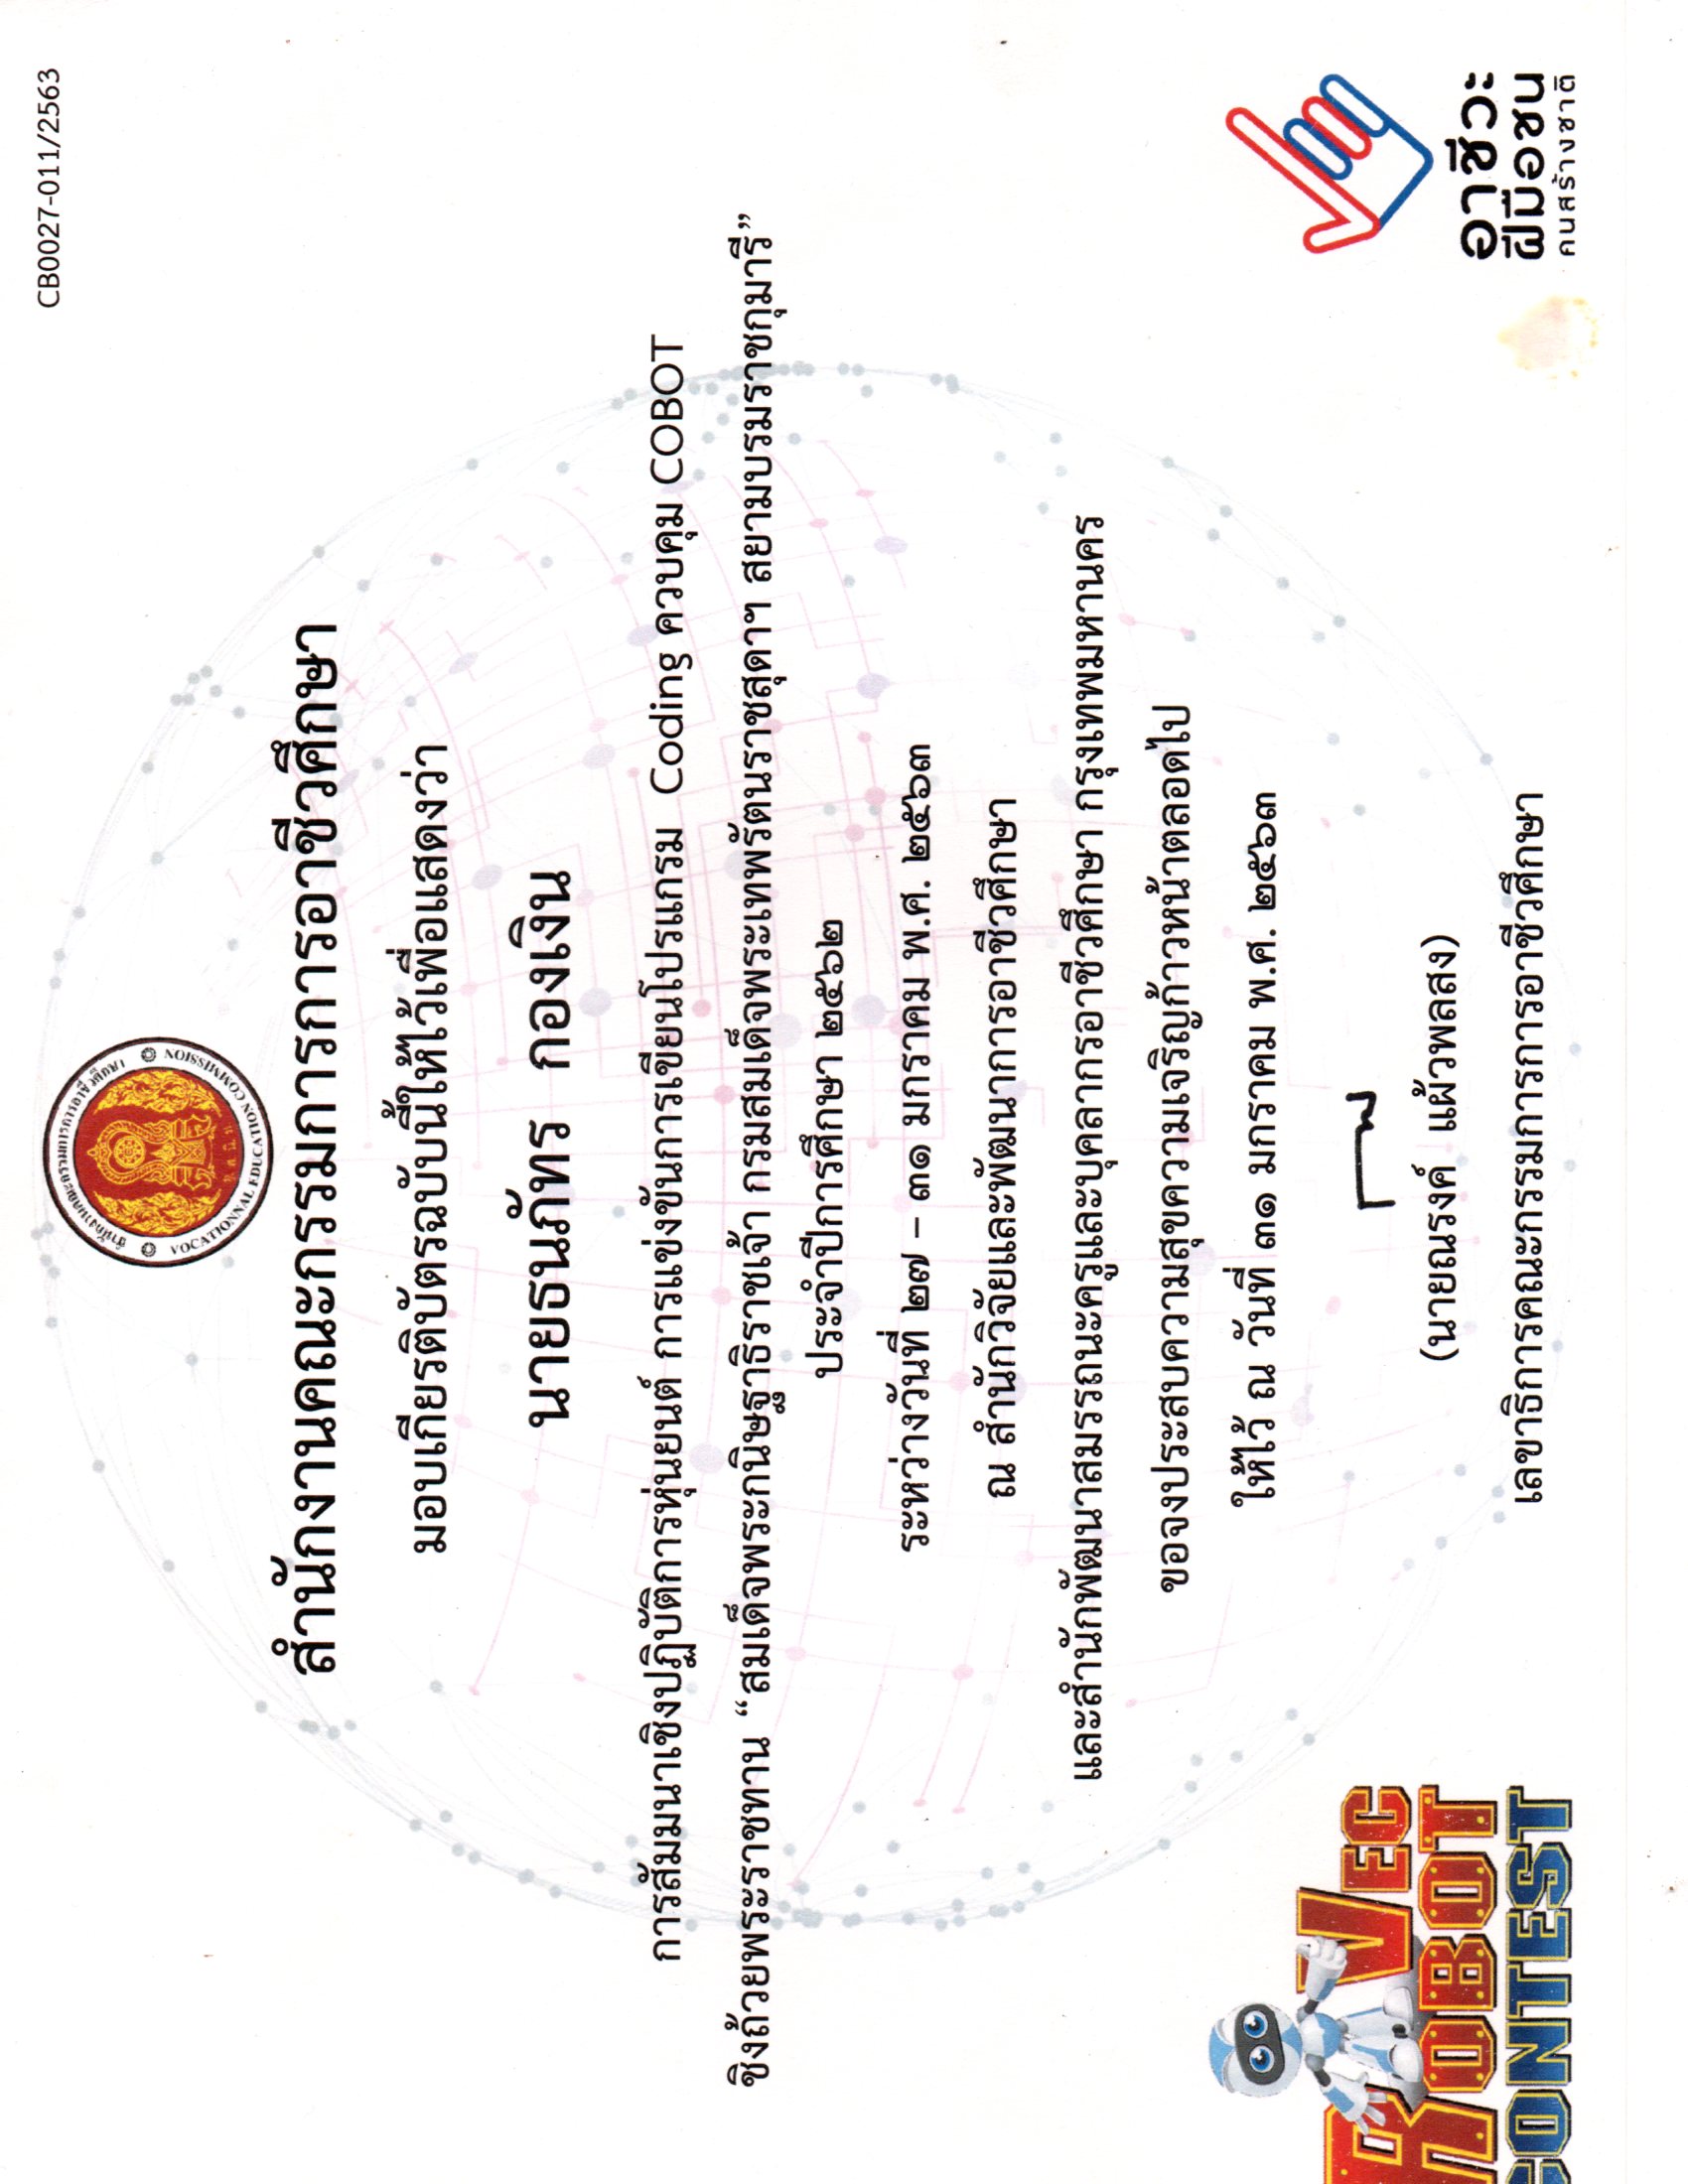 CB0027-011/2563
สำนักงานคณะกรรมการการอาชีวศึกษา
VOCATIONNAL EDUCATION COMMISSION
สำนักงานคณะกรรมการการอาชีวศึกษา
มอบเกียรติบัตรฉบับนี้ให้ไว้เพื่อแสดงว่า
นายธนภัทร กองเงิน
การสัมมนาเชิงปฏิบัติการหุ่นยนต์ การแข่งขันการเขียนโปรแกรม Coding ควบคุม COBOT
ชิงถ้วยพระราชทาน “สมเด็จพระกนิษฐาธิราชเจ้า กรมสมเด็จพระเทพรัตนราชสุดาฯ สยามบรมราชกุมารี”
ประจำปีการศึกษา ๒๕๖๒
ระหว่างวันที่ ๒๗ – ๓๑ มกราคม พ.ศ. ๒๕๖๓
ณ สำนักวิจัยและพัฒนาการอาชีวศึกษา
และสำนักพัฒนาสมรรถนะครูและบุคลากรอาชีวศึกษา กรุงเทพมหานคร
ขอจงประสบความสุขความเจริญก้าวหน้าตลอดไป
ให้ไว้ ณ วันที่ ๓๑ มกราคม พ.ศ. ๒๕๖๓
(นายณรงค์ แผ้วพลสง)
เลขาธิการคณะกรรมการการอาชีวศึกษา
VEC
ROBOT
CONTEST
อาชีวะ
ฝีมือชน
คนสร้างชาติ